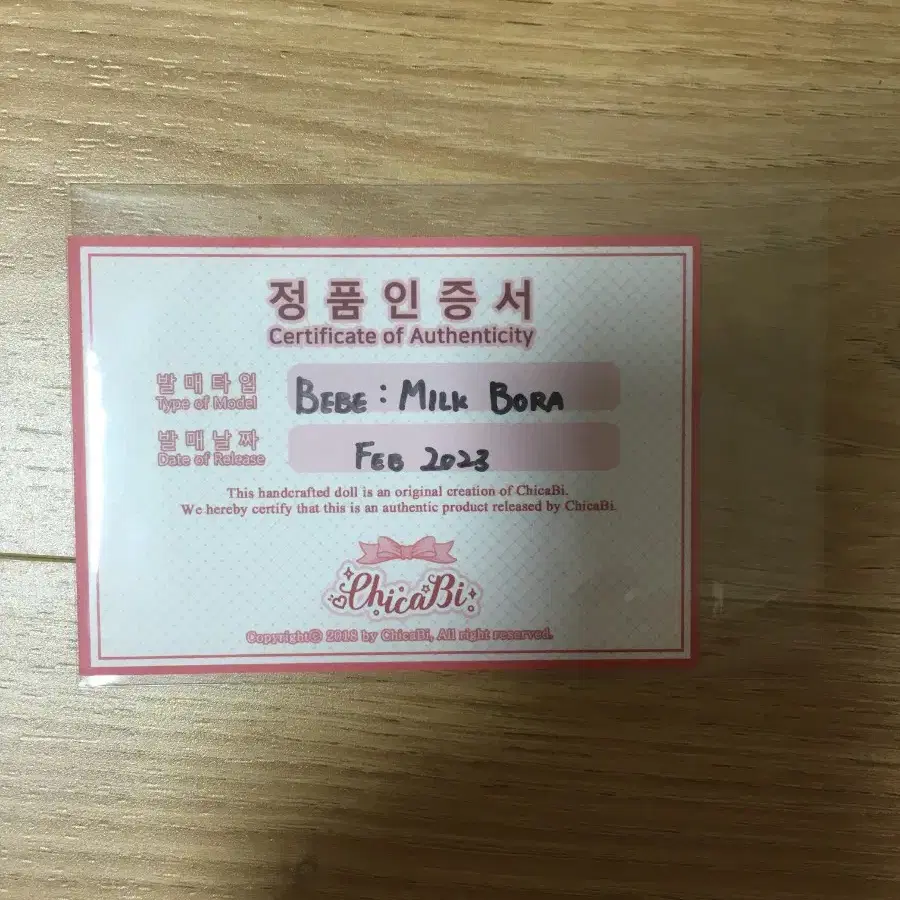 정품인증서
Certificate of Authenticity
발매타입
Type of Model
BEBE : MILK BORA
발매날짜
Date of Release
FEB 2023
This handcrafted doll is an original creation of ChicaBi.
We hereby certify that this is an authentic product released by ChicaBi.
ChicaBi
Copyright© 2018 by ChicaBi, All right reserved.